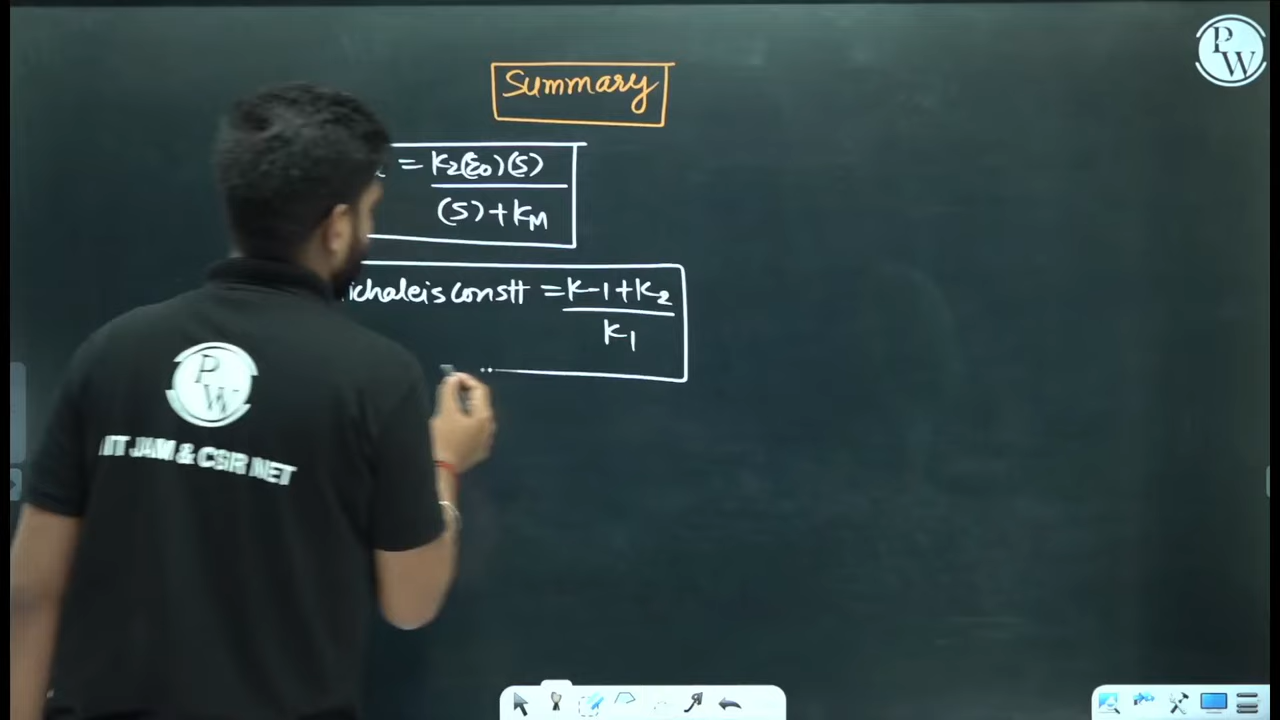 PW
Summary
= K2(E0)(S)
(S)+KM
ichaleis constt = K-1+K2
K1
PW
IIT JAM & CSIR NET